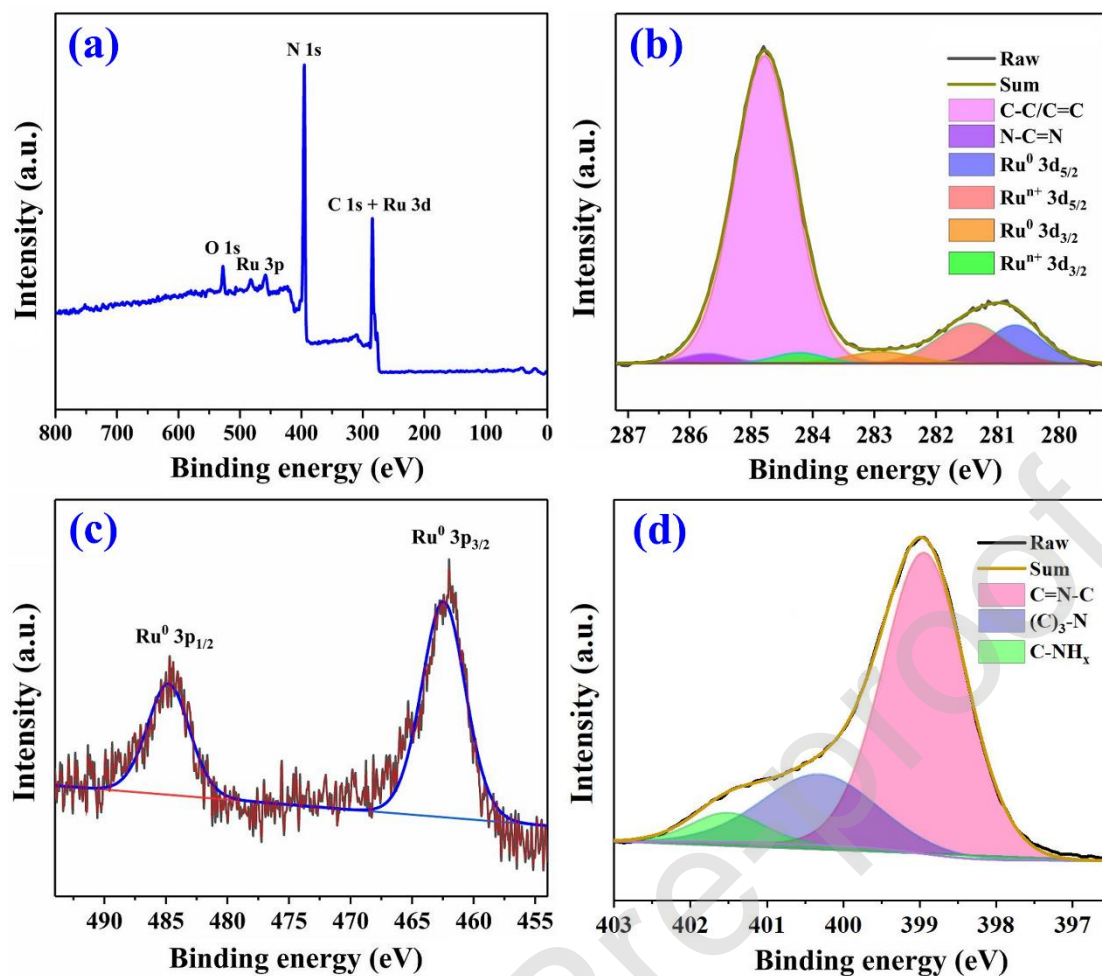 (a)
N 1s
C 1s + Ru 3d
O 1s
Ru 3p
Intensity (a.u.)
800 700 600 500 400 300 200 100 0
Binding energy (eV)
(b)
Raw
Sum
C-C/C=C
N-C=N
Ru⁰ 3d₅/₂
Ruⁿ⁺ 3d₅/₂
Ru⁰ 3d₃/₂
Ruⁿ⁺ 3d₃/₂
Intensity (a.u.)
287 286 285 284 283 282 281 280
Binding energy (eV)
(c)
Ru⁰ 3p₃/₂
Ru⁰ 3p₁/₂
Intensity (a.u.)
490 485 480 475 470 465 460 455
Binding energy (eV)
(d)
Raw
Sum
C=N-C
(C)₃-N
C-NHₓ
Intensity (a.u.)
403 402 401 400 399 398 397
Binding energy (eV)
Pre-proof